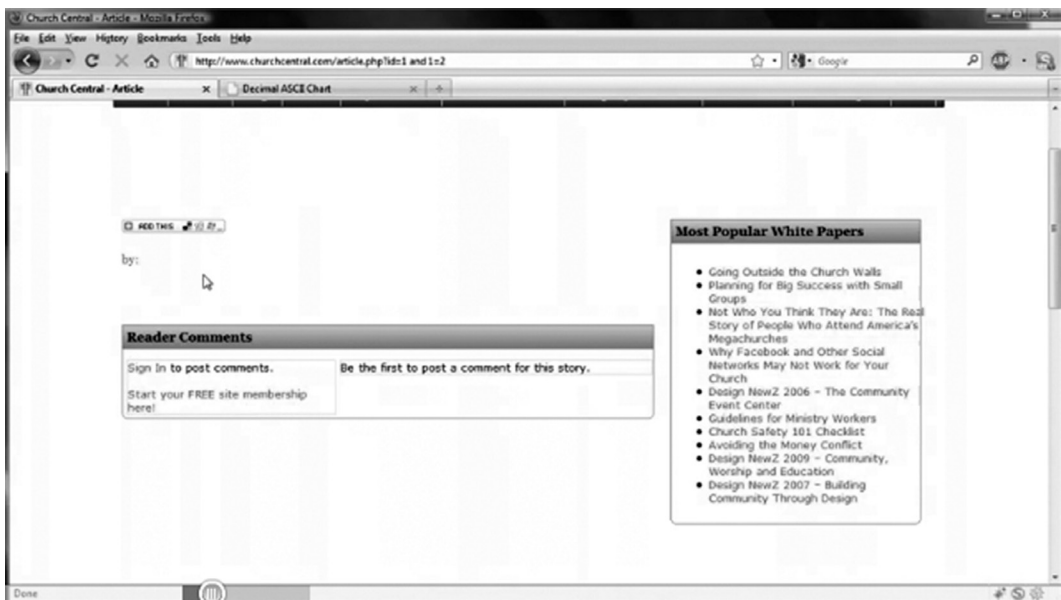 Church Central - Article - Mozilla Firefox
File Edit View History Bookmarks Tools Help
http://www.churchcentral.com/article.php?id=1 and 1=2
Google
Church Central - Article
Decimal ASCII Chart
ADD THIS
by:
Most Popular White Papers
Going Outside the Church Walls
Planning for Big Success with Small
Groups
Not Who You Think They Are: The Real
Story of People Who Attend America's
Megachurches
Why Facebook and Other Social
Networks May Not Work for Your
Church
Design NewZ 2006 – The Community
Event Center
Guidelines for Ministry Workers
Church Safety 101 Checklist
Avoiding the Money Conflict
Design NewZ 2009 – Community,
Worship and Education
Design NewZ 2007 – Building
Community Through Design
Reader Comments
Sign In to post comments.
Start your FREE site membership
here!
Be the first to post a comment for this story.
Done